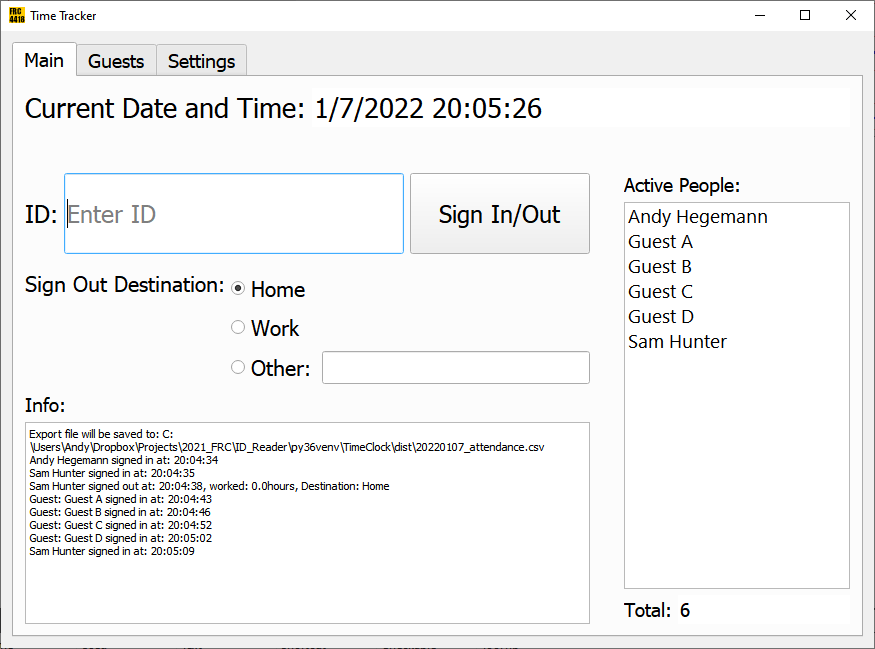 FRC
4418
Time Tracker
Main
Guests
Settings
Current Date and Time: 1/7/2022 20:05:26
ID:
Enter ID
Sign In/Out
Sign Out Destination:
Home
Work
Other:
Info:
Export file will be saved to: C:
\Users\Andy\Dropbox\Projects\2021_FRC\ID_Reader\py36venv\TimeClock\dist\20220107_attendance.csv
Andy Hegemann signed in at: 20:04:34
Sam Hunter signed in at: 20:04:35
Sam Hunter signed out at: 20:04:38, worked: 0.0hours, Destination: Home
Guest: Guest A signed in at: 20:04:43
Guest: Guest B signed in at: 20:04:46
Guest: Guest C signed in at: 20:04:52
Guest: Guest D signed in at: 20:05:02
Sam Hunter signed in at: 20:05:09
Active People:
Andy Hegemann
Guest A
Guest B
Guest C
Guest D
Sam Hunter
Total: 6